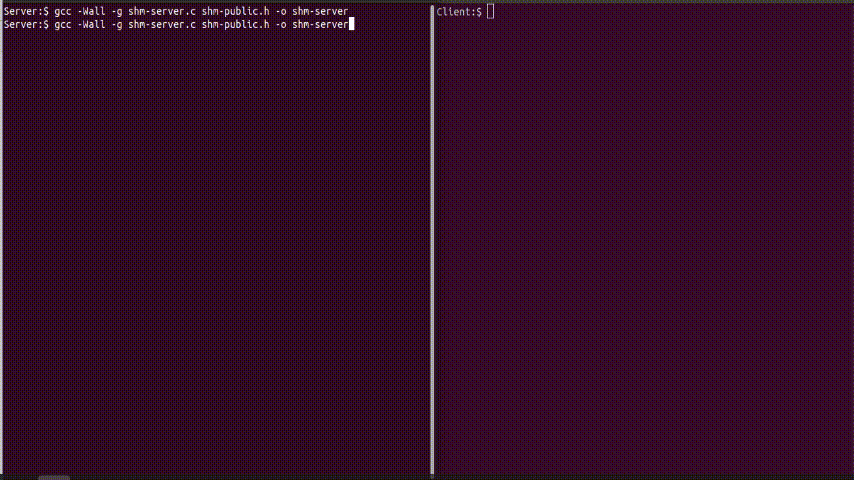 Server:$ gcc -Wall -g shm-server.c shm-public.h -o shm-server
Server:$ gcc -Wall -g shm-server.c shm-public.h -o shm-server
Client:$